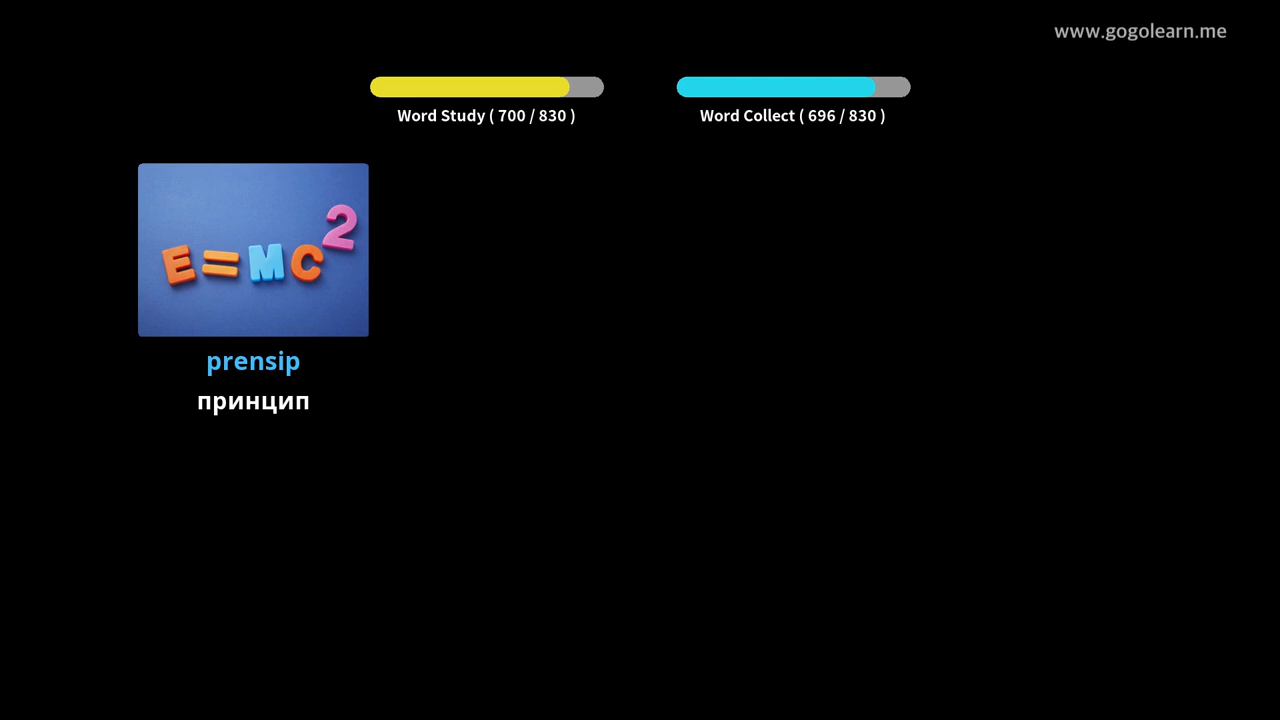 www.gogolearn.me
Word Study ( 700 / 830 )
Word Collect ( 696 / 830 )
E=MC²
prensip
принцип